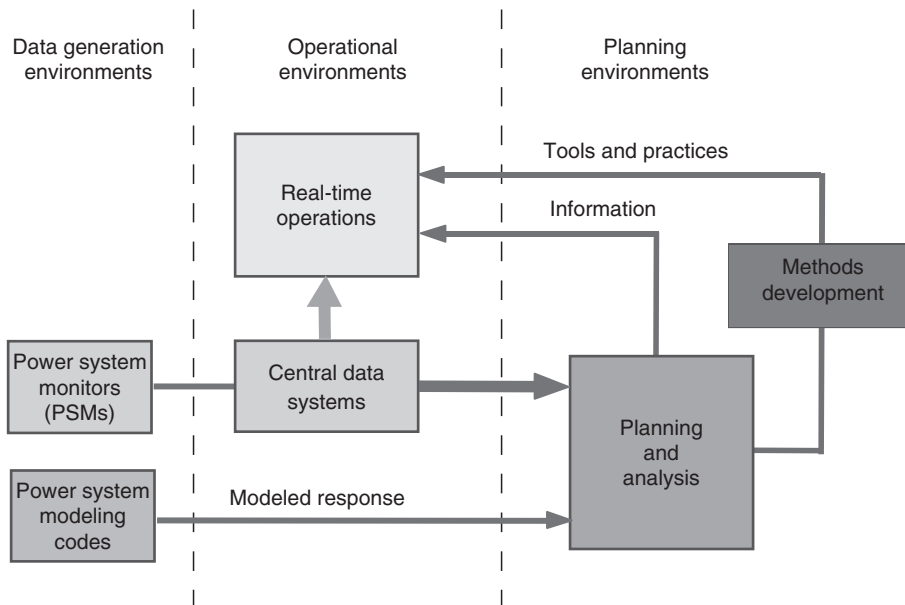 Data generation
environments
Operational
environments
Planning
environments
Tools and practices
Real-time
operations
Information
Methods
development
Power system
monitors
(PSMs)
Central data
systems
Planning
and
analysis
Power system
modeling
codes
Modeled response